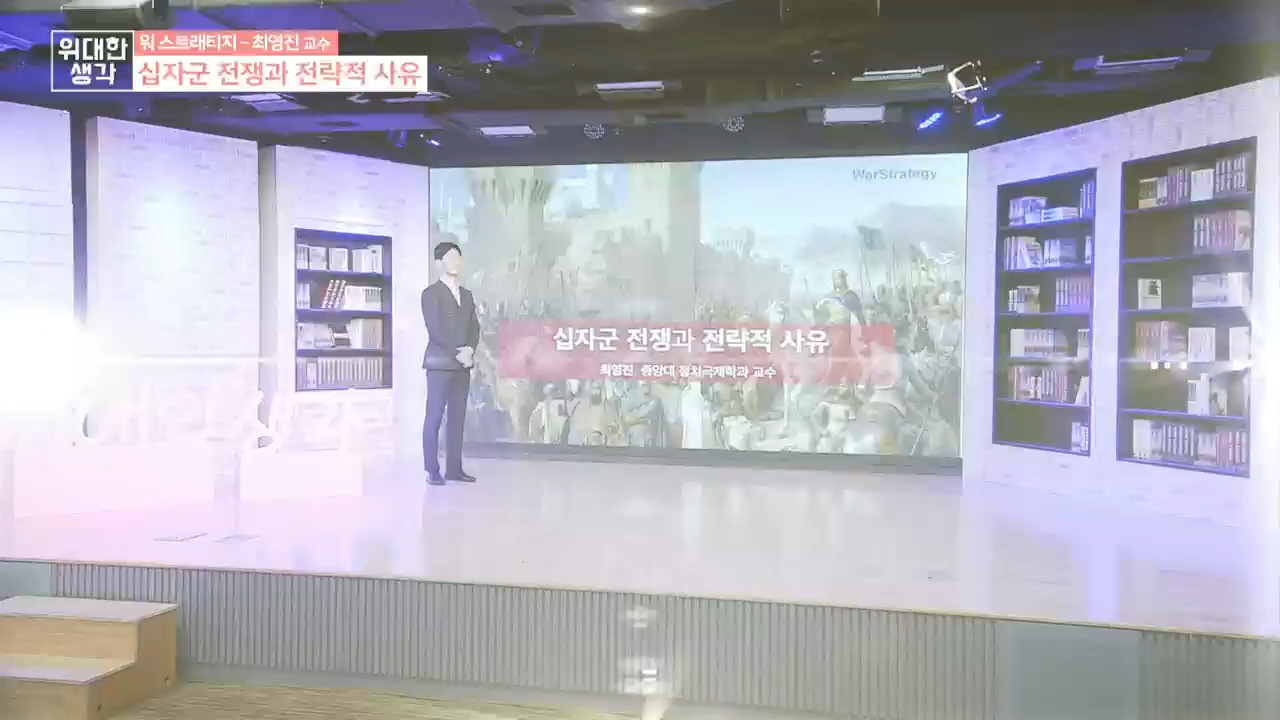 위대한
생각
워 스트래티지 - 최영진 교수
십자군 전쟁과 전략적 사유
WarStrategy
십자군 전쟁과 전략적 사유
최영진, 중앙대 정치국제학과 교수